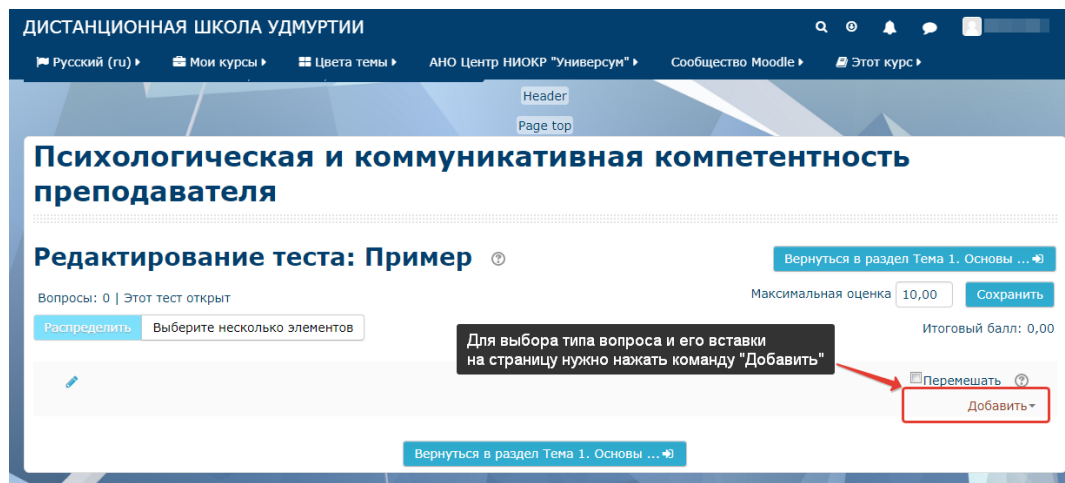 ДИСТАНЦИОННАЯ ШКОЛА УДМУРТИИ
Русский (ru) Мои курсы Цвета темы АНО Центр НИОКР "Универсум" Сообщество Moodle Этот курс
Header
Page top
Психологическая и коммуникативная компетентность
преподавателя
Редактирование теста: Пример
Вернуться в раздел Тема 1. Основы ...
Вопросы: 0 | Этот тест открыт
Максимальная оценка 10,00 Сохранить
Распределить Выберите несколько элементов
Итоговый балл: 0,00
Для выбора типа вопроса и его вставки
на страницу нужно нажать команду "Добавить"
Перемешать
Добавить
Вернуться в раздел Тема 1. Основы ...